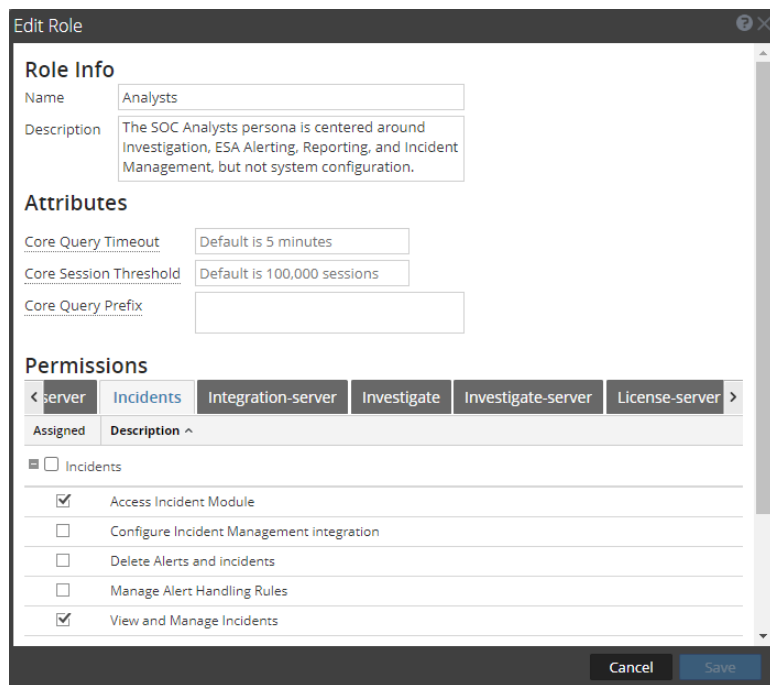 Edit Role
Role Info
Name Analysts
Description The SOC Analysts persona is centered around
Investigation, ESA Alerting, Reporting, and Incident
Management, but not system configuration.
Attributes
Core Query Timeout Default is 5 minutes
Core Session Threshold Default is 100,000 sessions
Core Query Prefix
Permissions
server Incidents Integration-server Investigate Investigate-server License-server
Assigned Description
Incidents
Access Incident Module
Configure Incident Management integration
Delete Alerts and incidents
Manage Alert Handling Rules
View and Manage Incidents
Cancel Save